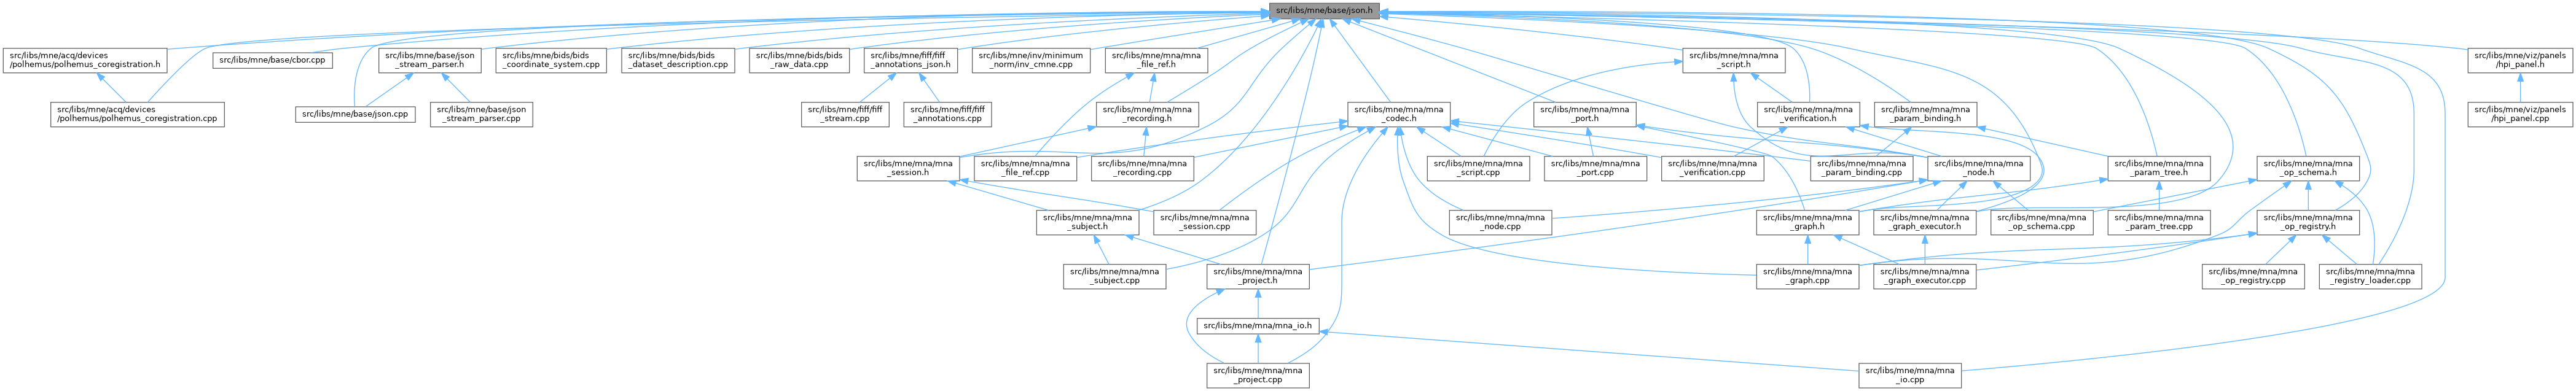 src/libs/mne/base/json.h
src/libs/mne/acq/devices
/polhemus/polhemus_coregistration.h
src/libs/mne/base/cbor.cpp
src/libs/mne/base/json
_stream_parser.h
src/libs/mne/bids/bids
_coordinate_system.cpp
src/libs/mne/bids/bids
_dataset_description.cpp
src/libs/mne/bids/bids
_raw_data.cpp
src/libs/mne/fiff/fiff
_annotations_json.h
src/libs/mne/inv/minimum
_norm/inv_cmne.cpp
src/libs/mne/mna/mna
_file_ref.h
src/libs/mne/mna/mna
_script.h
src/libs/mne/viz/panels
/hpi_panel.h
src/libs/mne/acq/devices
/polhemus/polhemus_coregistration.cpp
src/libs/mne/base/json.cpp
src/libs/mne/base/json
_stream_parser.cpp
src/libs/mne/fiff/fiff
_stream.cpp
src/libs/mne/fiff/fiff
_annotations.cpp
src/libs/mne/mna/mna
_recording.h
src/libs/mne/mna/mna
_codec.h
src/libs/mne/mna/mna
_port.h
src/libs/mne/mna/mna
_verification.h
src/libs/mne/mna/mna
_param_binding.h
src/libs/mne/viz/panels
/hpi_panel.cpp
src/libs/mne/mna/mna
_session.h
src/libs/mne/mna/mna
_file_ref.cpp
src/libs/mne/mna/mna
_recording.cpp
src/libs/mne/mna/mna
_script.cpp
src/libs/mne/mna/mna
_port.cpp
src/libs/mne/mna/mna
_verification.cpp
src/libs/mne/mna/mna
_param_binding.cpp
src/libs/mne/mna/mna
_node.h
src/libs/mne/mna/mna
_param_tree.h
src/libs/mne/mna/mna
_op_schema.h
src/libs/mne/mna/mna
_subject.h
src/libs/mne/mna/mna
_session.cpp
src/libs/mne/mna/mna
_node.cpp
src/libs/mne/mna/mna
_graph.h
src/libs/mne/mna/mna
_graph_executor.h
src/libs/mne/mna/mna
_op_schema.cpp
src/libs/mne/mna/mna
_param_tree.cpp
src/libs/mne/mna/mna
_op_registry.h
src/libs/mne/mna/mna
_subject.cpp
src/libs/mne/mna/mna
_project.h
src/libs/mne/mna/mna
_graph.cpp
src/libs/mne/mna/mna
_graph_executor.cpp
src/libs/mne/mna/mna
_op_registry.cpp
src/libs/mne/mna/mna
_registry_loader.cpp
src/libs/mne/mna/mna_io.h
src/libs/mne/mna/mna
_project.cpp
src/libs/mne/mna/mna
_io.cpp